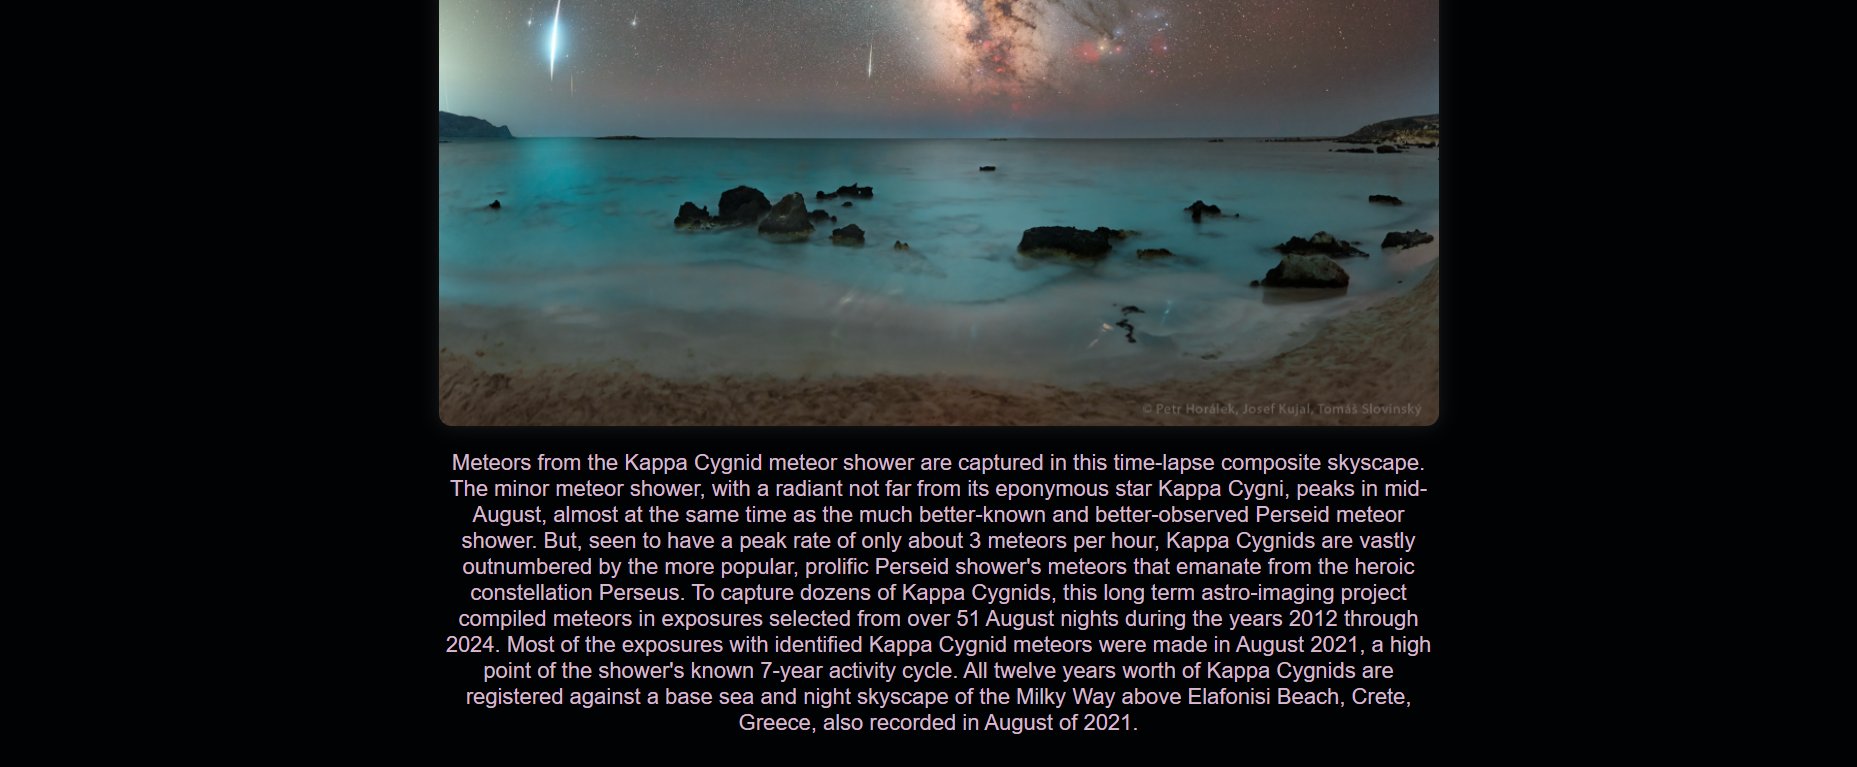 © Petr Horálek, Josef Kujal, Tomáš Slovinský
Meteors from the Kappa Cygnid meteor shower are captured in this time-lapse composite skyscape.
The minor meteor shower, with a radiant not far from its eponymous star Kappa Cygni, peaks in mid-
August, almost at the same time as the much better-known and better-observed Perseid meteor
shower. But, seen to have a peak rate of only about 3 meteors per hour, Kappa Cygnids are vastly
outnumbered by the more popular, prolific Perseid shower's meteors that emanate from the heroic
constellation Perseus. To capture dozens of Kappa Cygnids, this long term astro-imaging project
compiled meteors in exposures selected from over 51 August nights during the years 2012 through
2024. Most of the exposures with identified Kappa Cygnid meteors were made in August 2021, a high
point of the shower's known 7-year activity cycle. All twelve years worth of Kappa Cygnids are
registered against a base sea and night skyscape of the Milky Way above Elafonisi Beach, Crete,
Greece, also recorded in August of 2021.